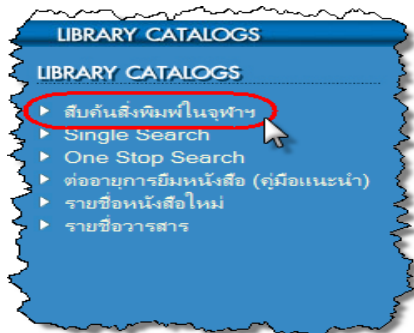 LIBRARY CATALOGS
LIBRARY CATALOGS
สืบค้นสิ่งพิมพ์ในจุฬาฯ
Single Search
One Stop Search
ต่ออายุการยืมหนังสือ (คู่มือแนะนำ)
รายชื่อหนังสือใหม่
รายชื่อวารสาร